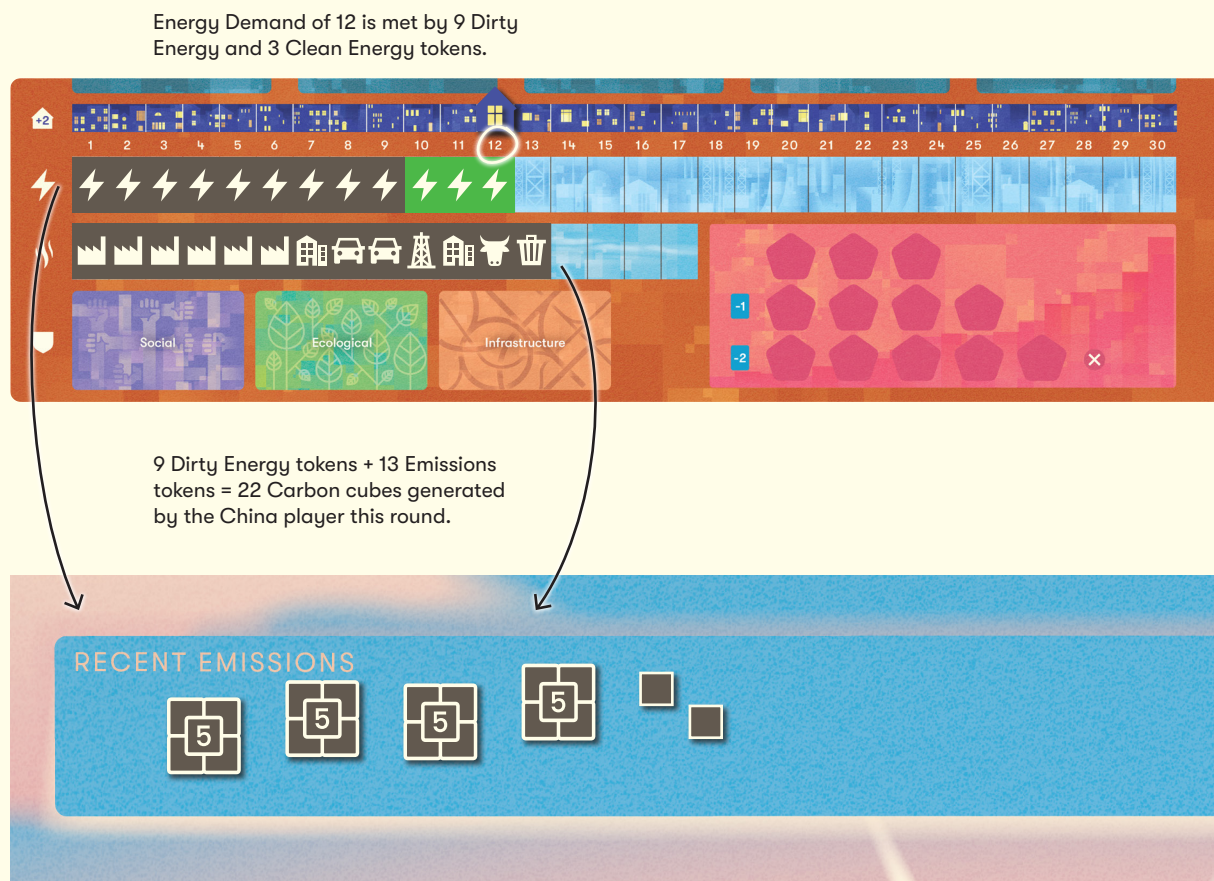 Energy Demand of 12 is met by 9 Dirty
Energy and 3 Clean Energy tokens.
+2
1 2 3 4 5 6 7 8 9 10 11 12 13 14 15 16 17 18 19 20 21 22 23 24 25 26 27 28 29 30
-1
Social Ecological Infrastructure
-2
9 Dirty Energy tokens + 13 Emissions
tokens = 22 Carbon cubes generated
by the China player this round.
RECENT EMISSIONS
5 5 5 5